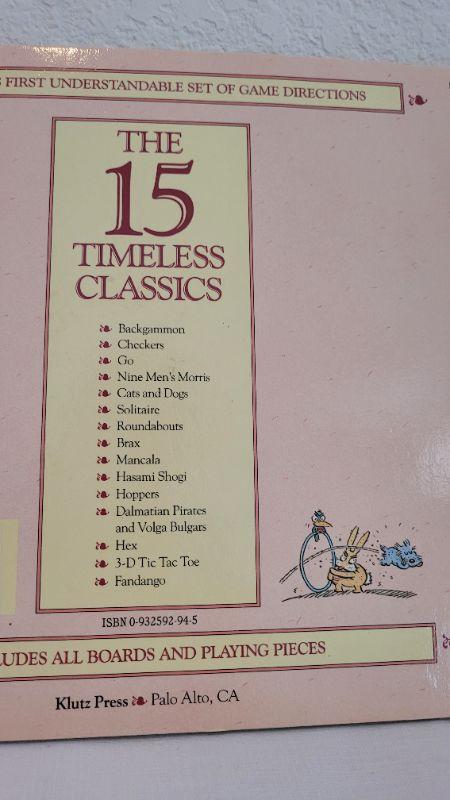 FIRST UNDERSTANDABLE SET OF GAME DIRECTIONS
THE
15
TIMELESS
CLASSICS
Backgammon
Checkers
Go
Nine Men's Morris
Cats and Dogs
Solitaire
Roundabouts
Brax
Mancala
Hasami Shogi
Hoppers
Dalmatian Pirates
and Volga Bulgars
Hex
3-D Tic Tac Toe
Fandango
ISBN 0-932592-94-5
LUDES ALL BOARDS AND PLAYING PIECES
Klutz Press Palo Alto, CA